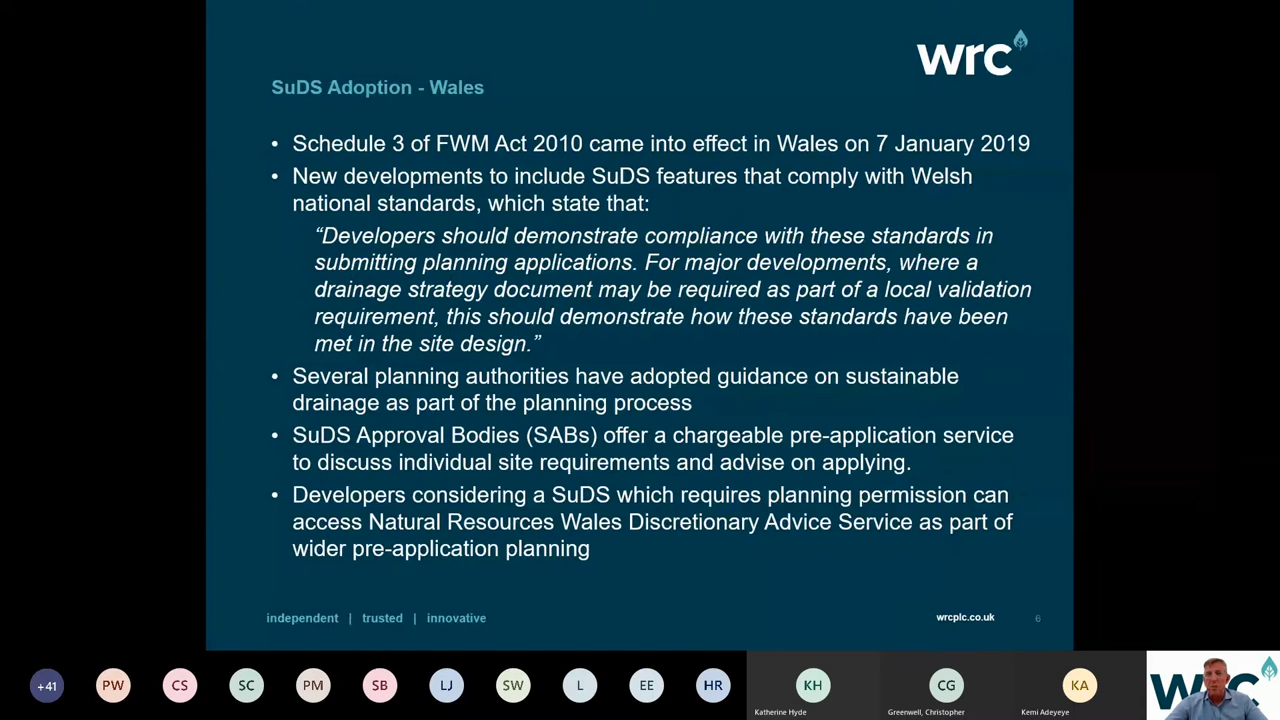 wrc
SuDS Adoption - Wales
• Schedule 3 of FWM Act 2010 came into effect in Wales on 7 January 2019
• New developments to include SuDS features that comply with Welsh
national standards, which state that:
“Developers should demonstrate compliance with these standards in
submitting planning applications. For major developments, where a
drainage strategy document may be required as part of a local validation
requirement, this should demonstrate how these standards have been
met in the site design.”
• Several planning authorities have adopted guidance on sustainable
drainage as part of the planning process
• SuDS Approval Bodies (SABs) offer a chargeable pre-application service
to discuss individual site requirements and advise on applying.
• Developers considering a SuDS which requires planning permission can
access Natural Resources Wales Discretionary Advice Service as part of
wider pre-application planning
independent | trusted | innovative
wrcplc.co.uk 6
+41 PW CS SC PM SB LJ SW L EE HR KH CG KA
Katherine Hyde Greenwell, Christopher Kemi Adeyeye